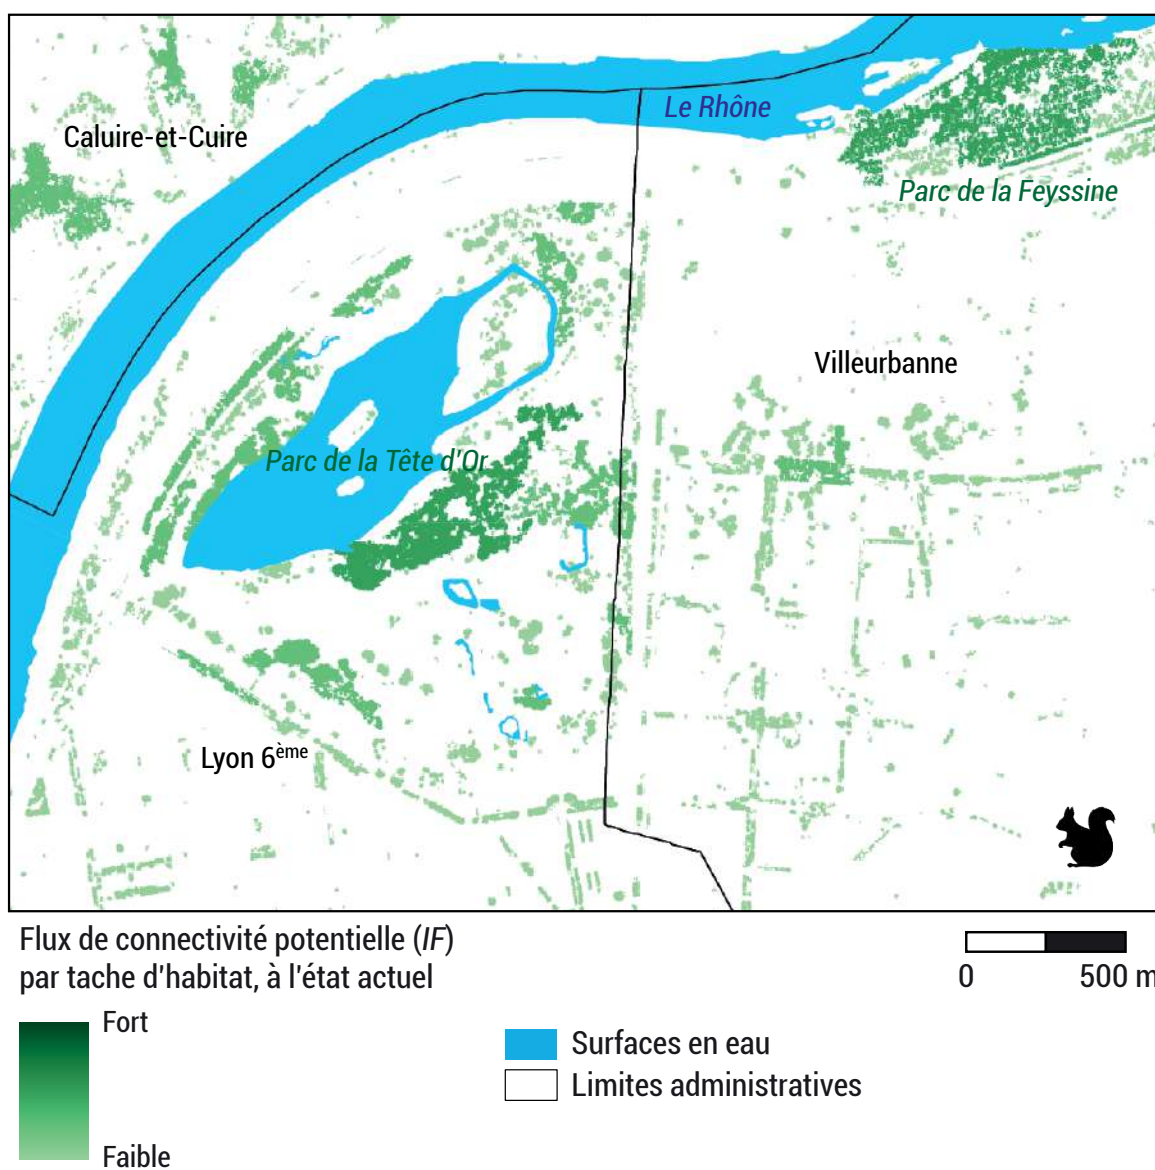 Le Rhône
Caluire-et-Cuire
Parc de la Feyssine
Villeurbanne
Parc de la Tête d'Or
Lyon 6ème
Flux de connectivité potentielle (IF)
par tache d'habitat, à l'état actuel
0 500 m
Fort
Faible
Surfaces en eau
Limites administratives